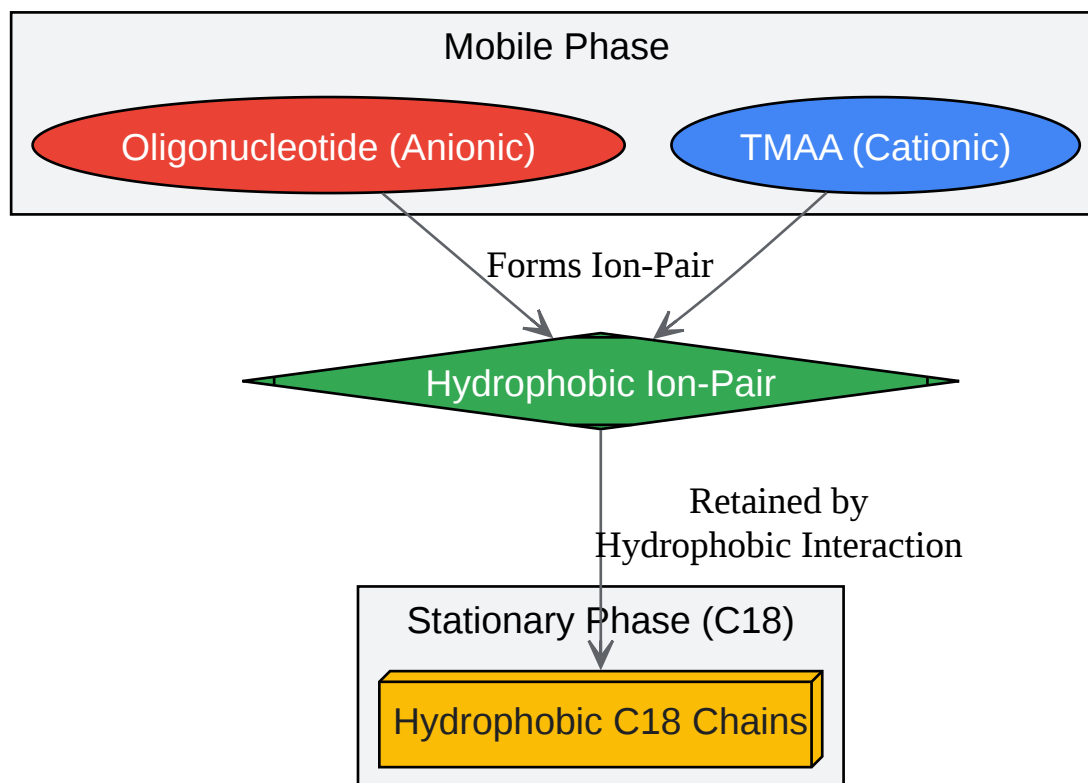 Mobile Phase
Oligonucleotide (Anionic)
TMAA (Cationic)
Forms Ion-Pair
Hydrophobic Ion-Pair
Retained by
Hydrophobic Interaction
Stationary Phase (C18)
Hydrophobic C18 Chains